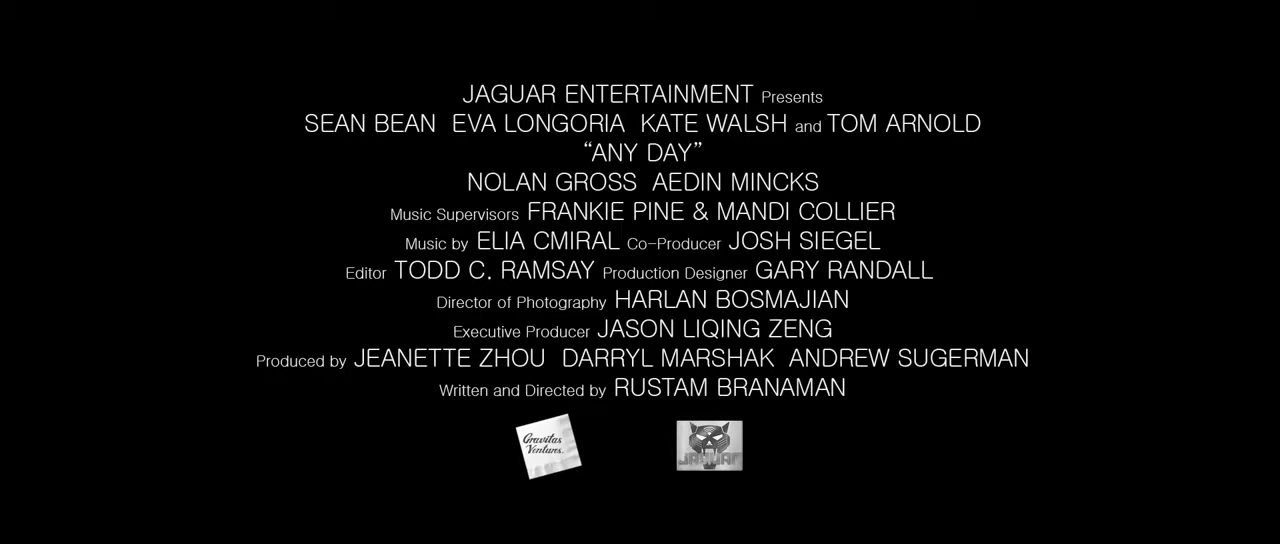 JAGUAR ENTERTAINMENT Presents
SEAN BEAN EVA LONGORIA KATE WALSH and TOM ARNOLD
“ANY DAY”
NOLAN GROSS AEDIN MINCKS
Music Supervisors FRANKIE PINE & MANDI COLLIER
Music by ELIA CMIRAL Co-Producer JOSH SIEGEL
Editor TODD C. RAMSAY Production Designer GARY RANDALL
Director of Photography HARLAN BOSMAJIAN
Executive Producer JASON LIQING ZENG
Produced by JEANETTE ZHOU DARRYL MARSHAK ANDREW SUGERMAN
Written and Directed by RUSTAM BRANAMAN
Gravitas
Ventures.
JAGUAR